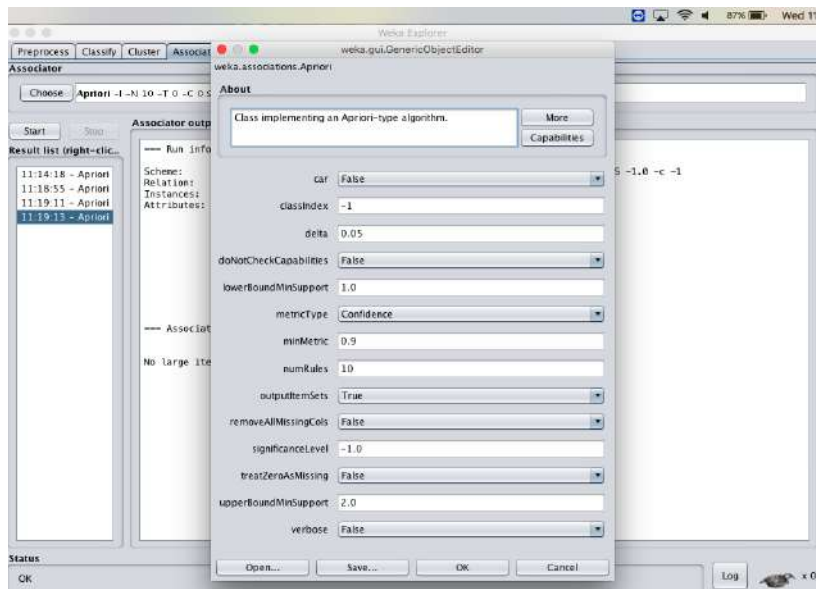 87% Wed 11
Weka Explorer
Preprocess Classify Cluster Associat
weka.gui.GenericObjectEditor
Associator
weka.associations.Apriori
Choose Apriori -I -N 10 -T 0 -C 0.9
About
Class implementing an Apriori-type algorithm.
More
Capabilities
Start Stop
Associator outp
Result list (right-clic...
11:14:18 - Apriori
11:18:55 - Apriori
11:19:11 - Apriori
11:19:13 - Apriori
=== Run info
Scheme:
S -1.0 -c -1
Relation:
Instances:
Attributes:
=== Associat
No large ite
car False
classIndex -1
delta 0.05
doNotCheckCapabilities False
lowerBoundMinSupport 1.0
metricType Confidence
minMetric 0.9
numRules 10
outputItemSets True
removeAllMissingCols False
significanceLevel -1.0
treatZeroAsMissing False
upperBoundMinSupport 2.0
verbose False
Open... Save... OK Cancel
Status
OK
Log
x 0